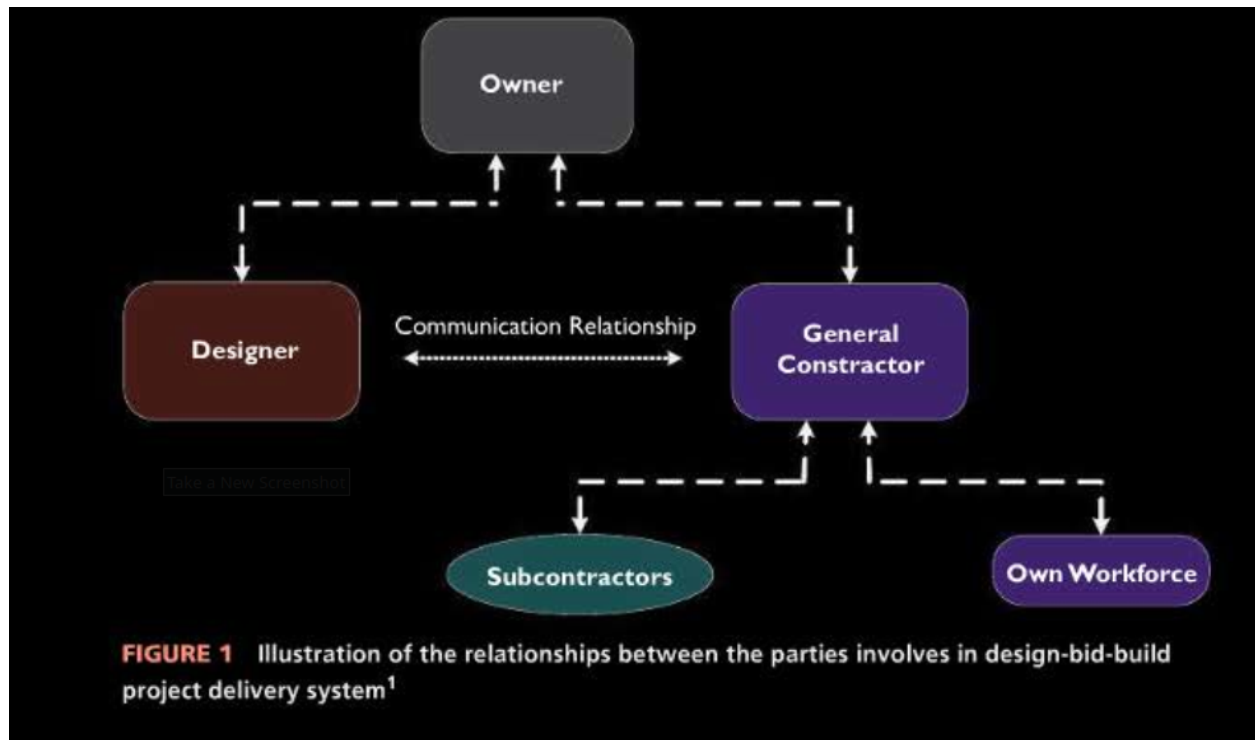 Owner
Designer
Communication Relationship
General
Constractor
Take a New Screenshot
Subcontractors
Own Workforce
FIGURE 1 Illustration of the relationships between the parties involves in design-bid-build
project delivery system1